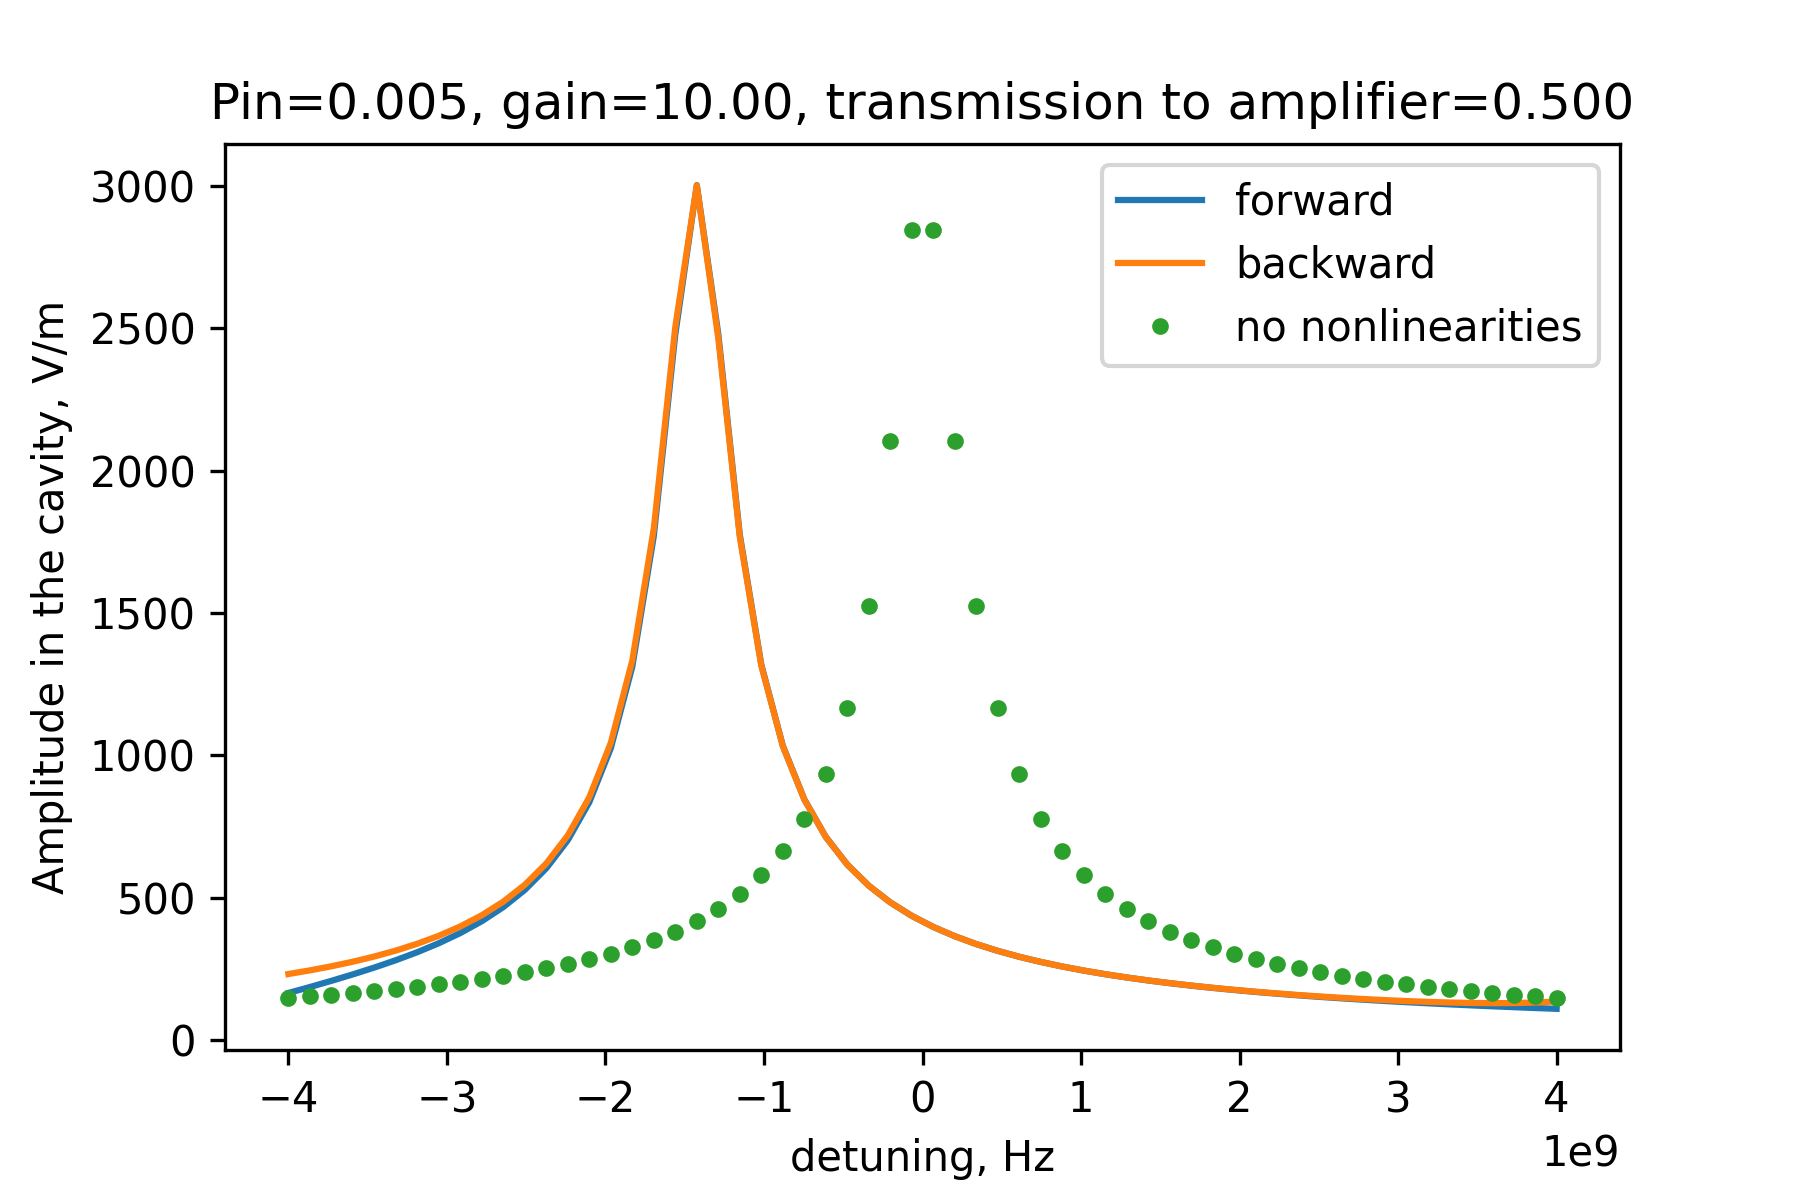 Pin=0.005, gain=10.00, transmission to amplifier=0.500
Amplitude in the cavity, V/m
3000
2500
2000
1500
1000
500
0
forward
backward
no nonlinearities
−4 −3 −2 −1 0 1 2 3 4
1e9
detuning, Hz